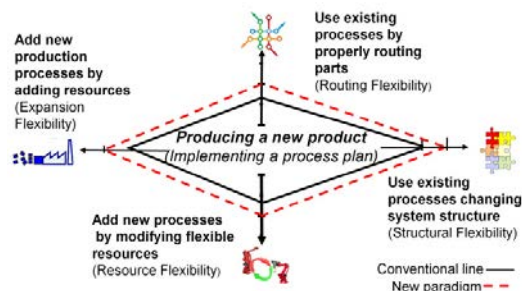 Add new
production
processes by
adding resources
(Expansion
Flexibility)
Use existing
processes by
properly routing
parts
(Routing Flexibility)
Producing a new product
(Implementing a process plan)
Add new processes
by modifying flexible
resources
(Resource Flexibility)
Use existing
processes changing
system structure
(Structural Flexibility)
Conventional line
New paradigm